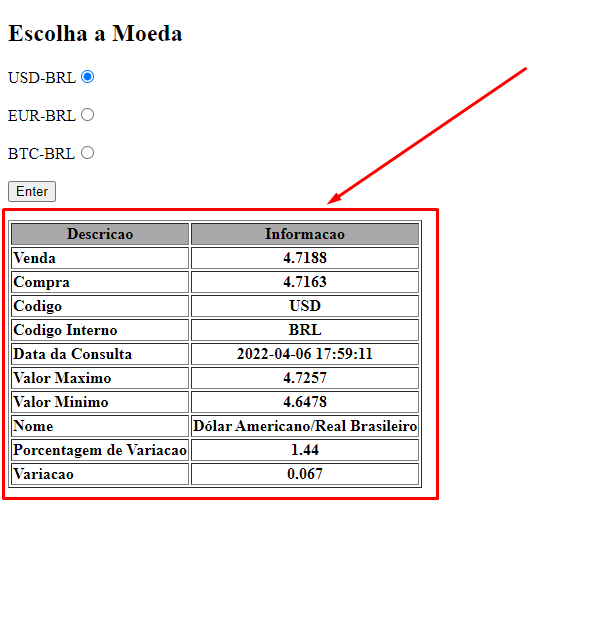 Escolha a Moeda
USD-BRL
EUR-BRL
BTC-BRL
Enter
Descricao Informacao
Venda 4.7188
Compra 4.7163
Codigo USD
Codigo Interno BRL
Data da Consulta 2022-04-06 17:59:11
Valor Maximo 4.7257
Valor Minimo 4.6478
Nome Dólar Americano/Real Brasileiro
Porcentagem de Variacao 1.44
Variacao 0.067